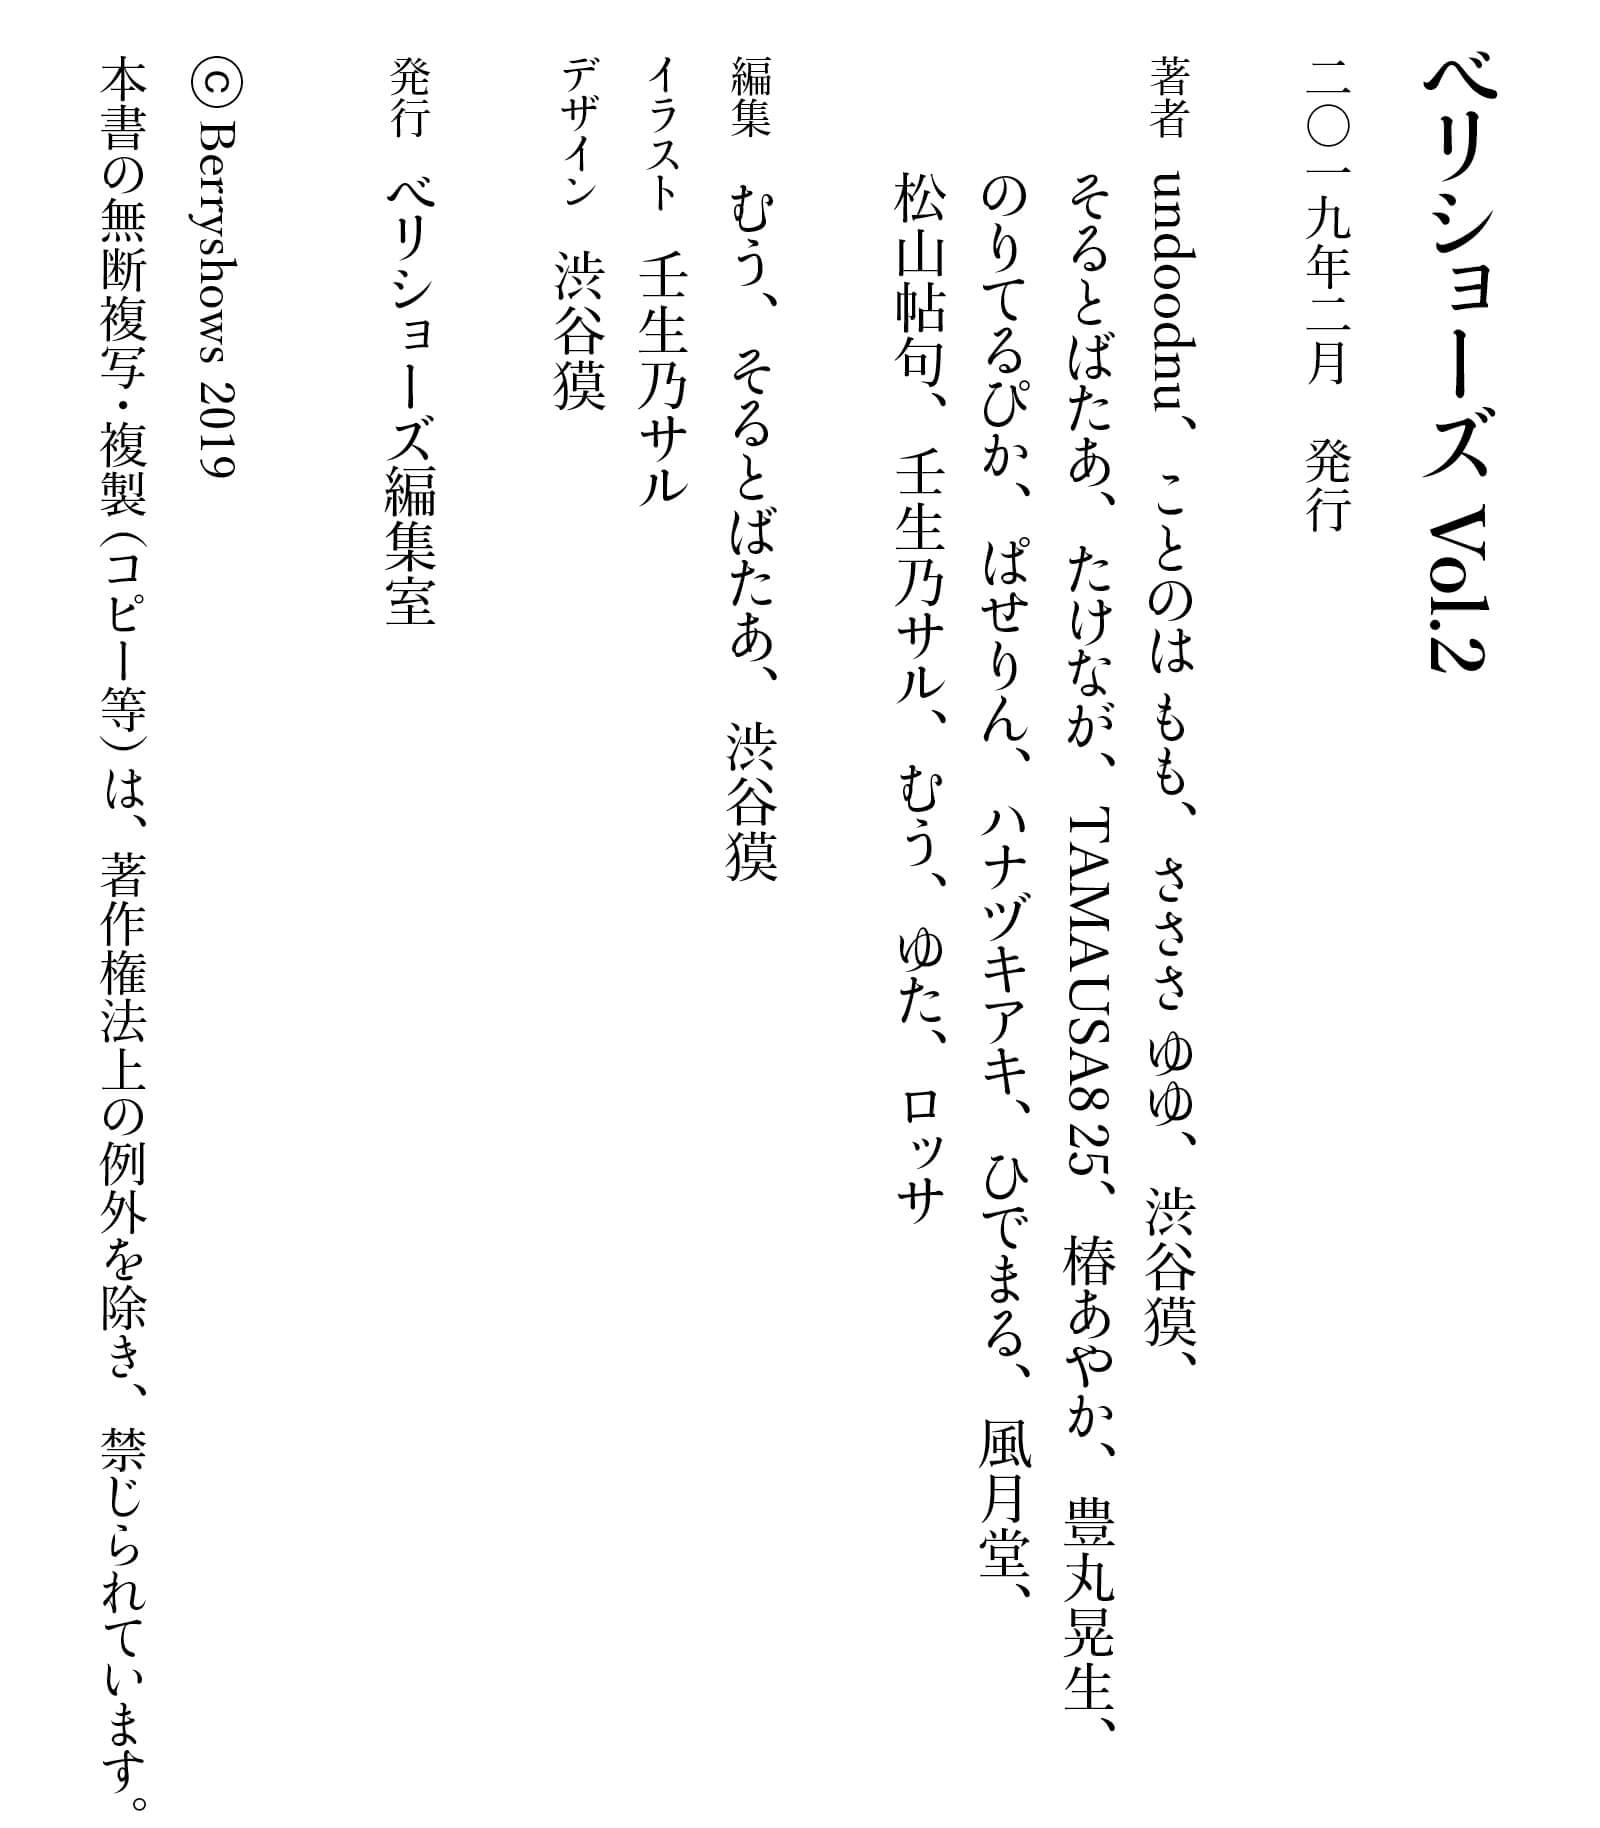 べリショーズ Vol.2
二〇一九年二月　発行
著者　undoodnu、ことのは もも、さささ ゆゆ、渋谷獏、
そるとばたあ、たけなが、TAMAUSA825、椿あやか、豊丸晃生、
のりてるぴか、ぱせりん、ハナヅキアキ、ひでまる、風月堂、
松山帖句、壬生乃サル、むう、ゆた、ロッサ
編集　むう、そるとばたあ、渋谷獏
イラスト　壬生乃サル
デザイン　渋谷獏
発行　べリショーズ編集室
© Berryshows 2019
本書の無断複写・複製（コピー等）は、著作権法上の例外を除き、禁じられています。